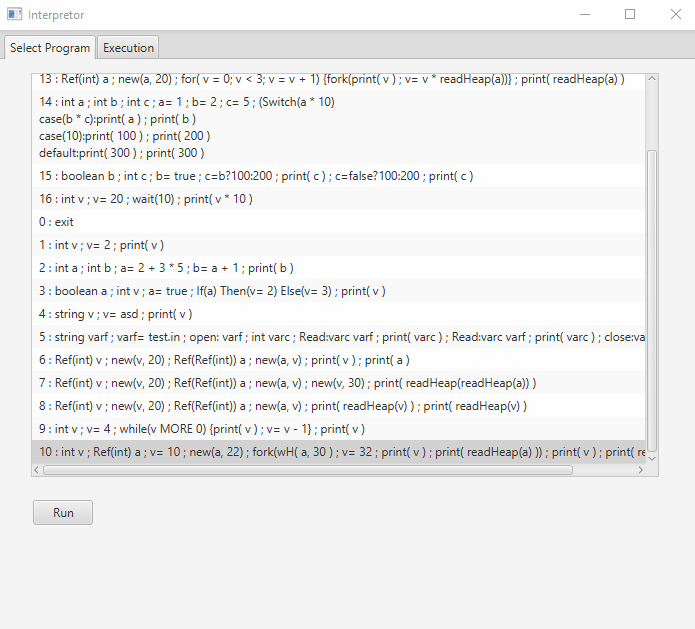 Interpretor
Select Program
Execution
13 : Ref(int) a ; new(a, 20) ; for( v = 0; v < 3; v = v + 1) {fork(print( v ) ; v= v * readHeap(a))} ; print( readHeap(a) )
14 : int a ; int b ; int c ; a= 1 ; b= 2 ; c= 5 ; (Switch(a * 10)
case(b * c):print( a ) ; print( b )
case(10):print( 100 ) ; print( 200 )
default:print( 300 ) ; print( 300 )
15 : boolean b ; int c ; b= true ; c=b?100:200 ; print( c ) ; c=false?100:200 ; print( c )
16 : int v ; v= 20 ; wait(10) ; print( v * 10 )
0 : exit
1 : int v ; v= 2 ; print( v )
2 : int a ; int b ; a= 2 + 3 * 5 ; b= a + 1 ; print( b )
3 : boolean a ; int v ; a= true ; If(a) Then(v= 2) Else(v= 3) ; print( v )
4 : string v ; v= asd ; print( v )
5 : string varf ; varf= test.in ; open: varf ; int varc ; Read:varc varf ; print( varc ) ; Read:varc varf ; print( varc ) ; close:va
6 : Ref(int) v ; new(v, 20) ; Ref(Ref(int)) a ; new(a, v) ; print( v ) ; print( a )
7 : Ref(int) v ; new(v, 20) ; Ref(Ref(int)) a ; new(a, v) ; new(v, 30) ; print( readHeap(readHeap(a)) )
8 : Ref(int) v ; new(v, 20) ; Ref(Ref(int)) a ; new(a, v) ; print( readHeap(v) ) ; print( readHeap(v) )
9 : int v ; v= 4 ; while(v MORE 0) {print( v ) ; v= v - 1} ; print( v )
10 : int v ; Ref(int) a ; v= 10 ; new(a, 22) ; fork(wH( a, 30 ) ; v= 32 ; print( v ) ; print( readHeap(a) )) ; print( v ) ; print( re
Run